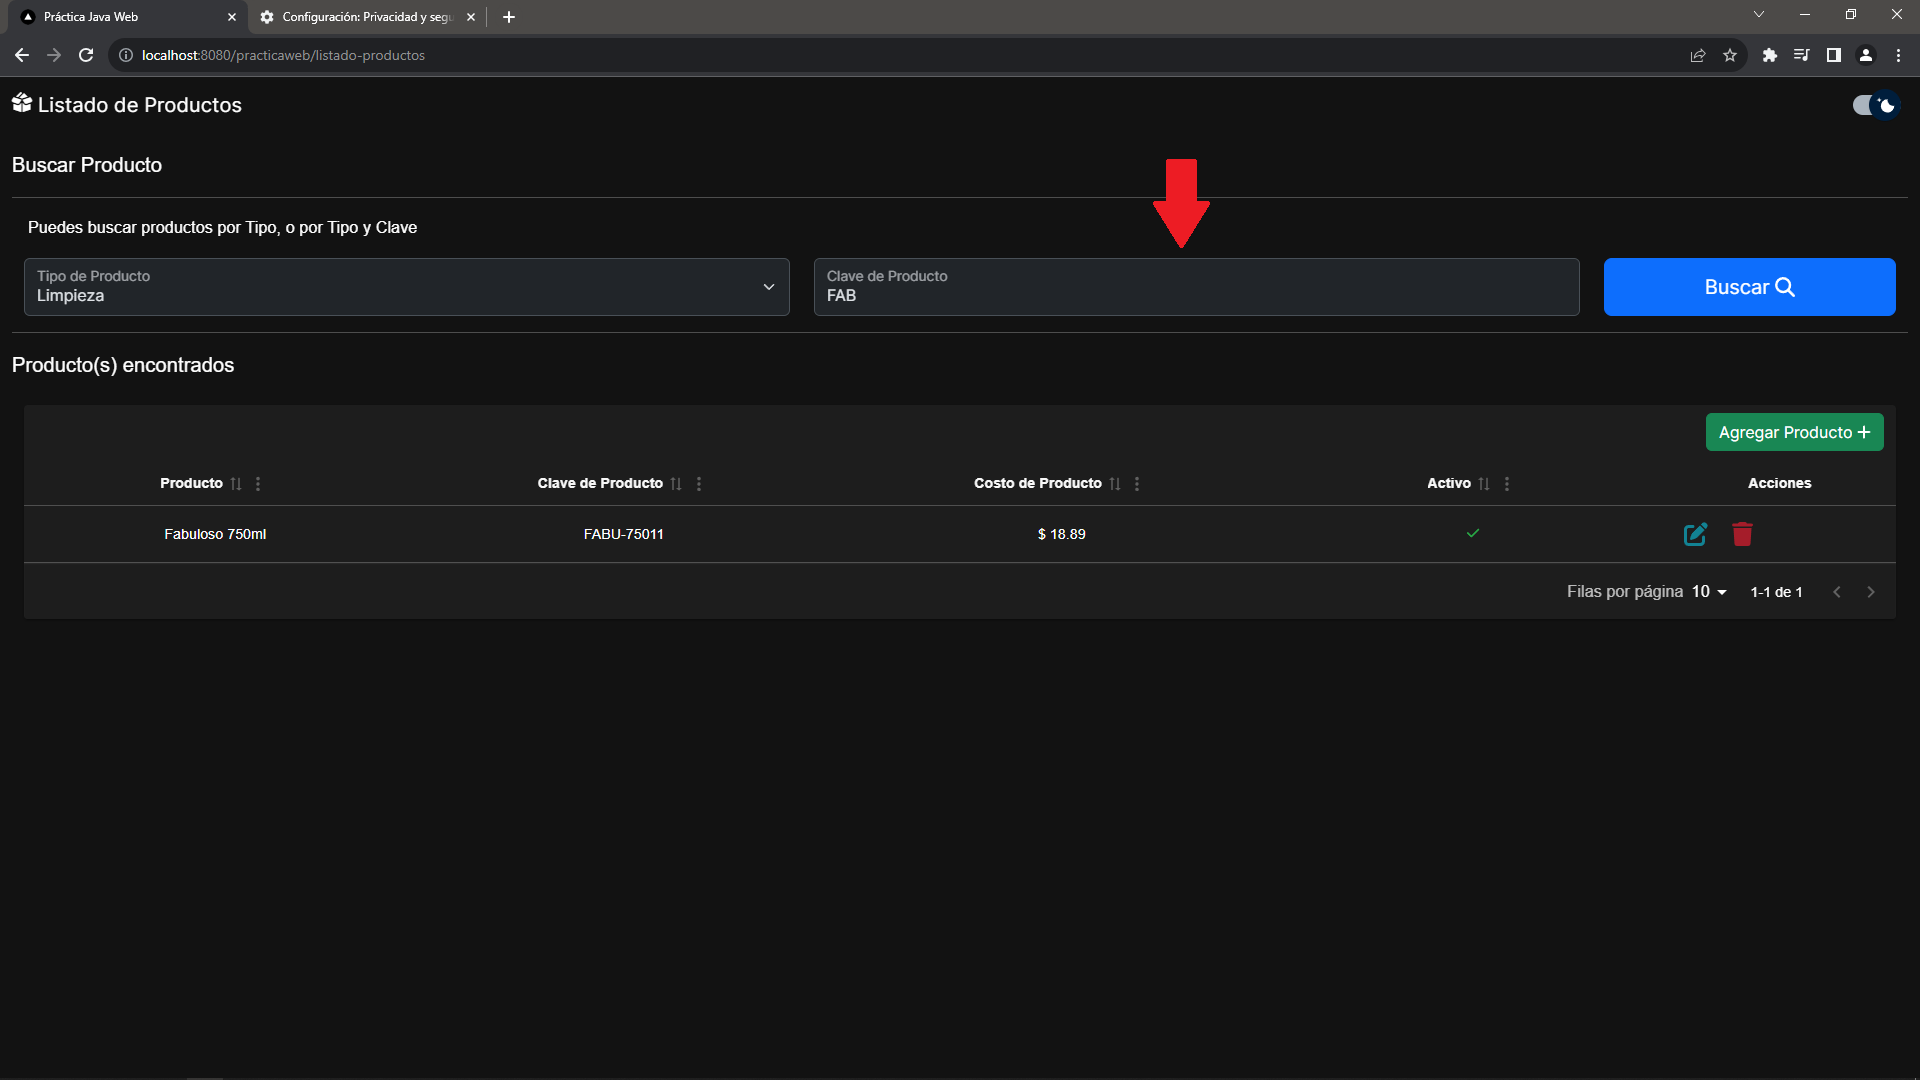 Práctica Java Web
Configuración: Privacidad y segu
localhost:8080/practicaweb/listado-productos
Listado de Productos
Buscar Producto
Puedes buscar productos por Tipo, o por Tipo y Clave
Tipo de Producto
Limpieza
Clave de Producto
FAB
Buscar
Producto(s) encontrados
Agregar Producto +
Producto Clave de Producto Costo de Producto Activo Acciones
Fabuloso 750ml FABU-75011 $ 18.89
Filas por página 10 1-1 de 1